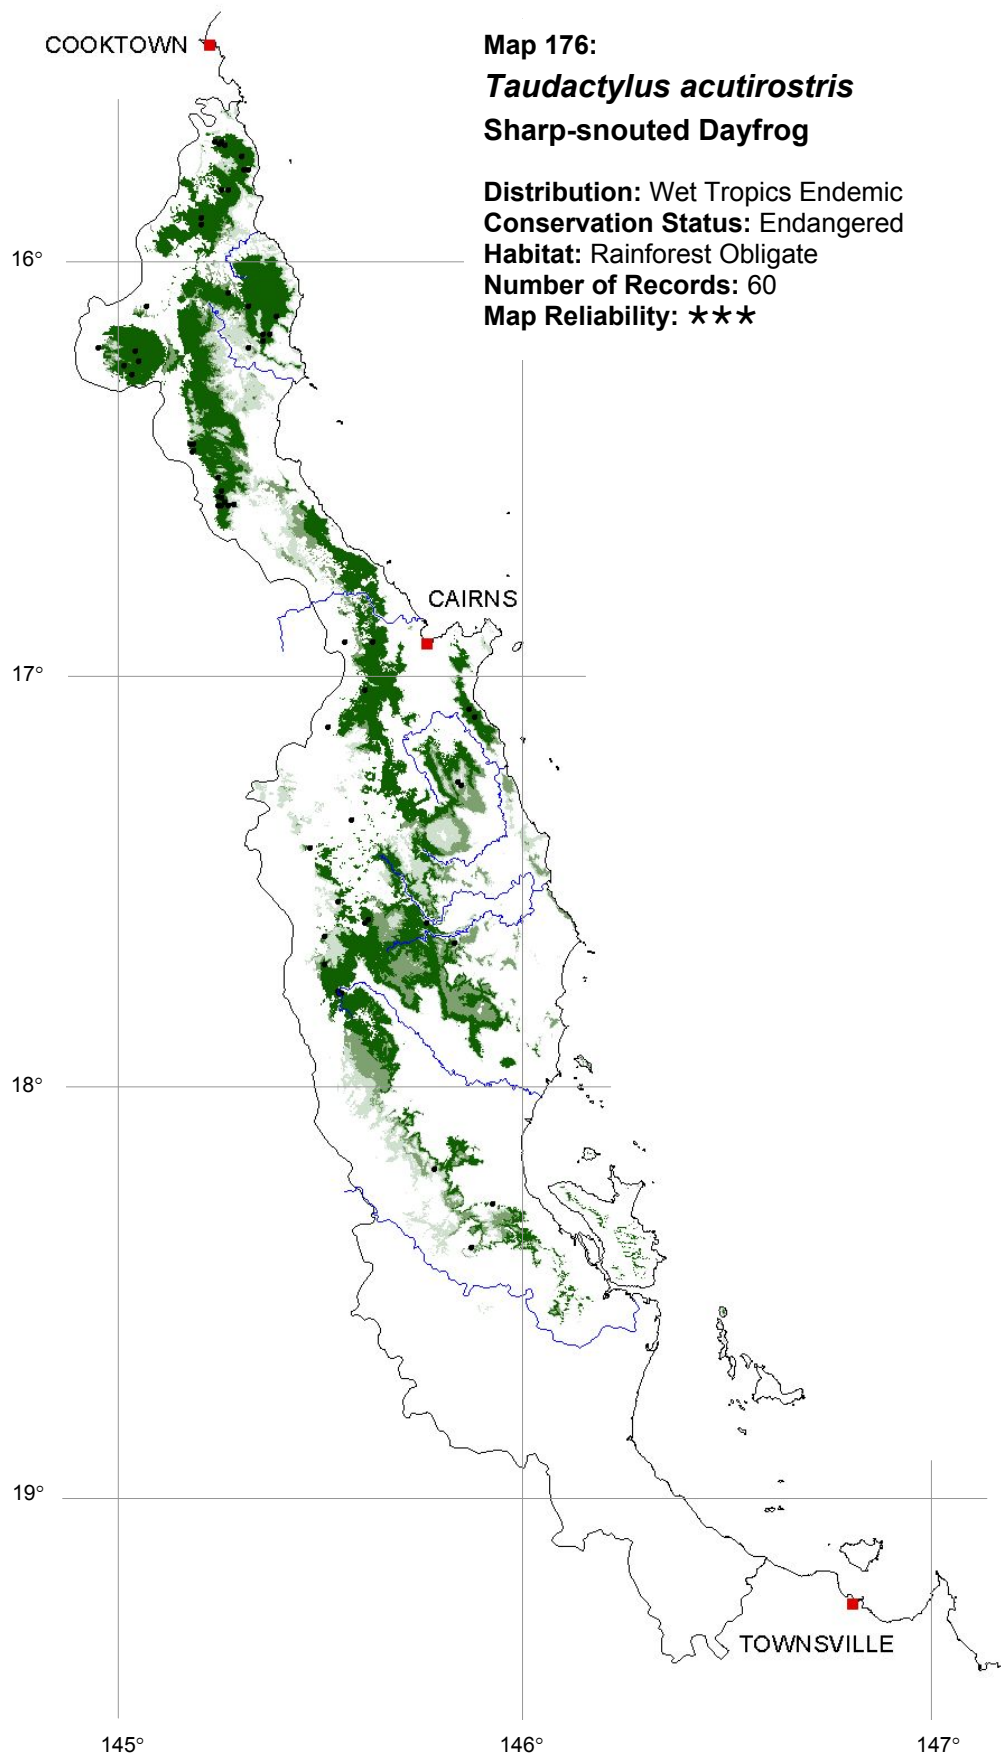 Map 176:
Taudactylus acutirostris
Sharp-snouted Dayfrog
Distribution: Wet Tropics Endemic
Conservation Status: Endangered
Habitat: Rainforest Obligate
Number of Records: 60
Map Reliability: ***
COOKTOWN
16°
CAIRNS
17°
18°
19°
TOWNSVILLE
145°
146°
147°